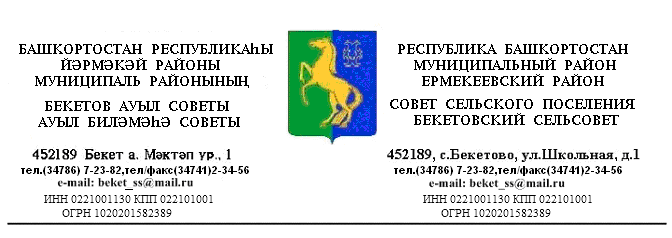 БАШКОРТОСТАН РЕСПУБЛИКАҺЫ
ЙӘРМӘКӘЙ РАЙОНЫ
МУНИЦИПАЛЬ РАЙОНЫНЫҢ
БЕКЕТОВ АУЫЛ СОВЕТЫ
АУЫЛ БИЛӘМӘҺӘ СОВЕТЫ
452189 Бекет а. Мәктәп ур., 1
тел.(34786) 7-23-82,тел/факс(34741)2-34-56
e-mail: beket_ss@mail.ru
ИНН 0221001130 КПП 022101001
ОГРН 1020201582389
РЕСПУБЛИКА БАШКОРТОСТАН
МУНИЦИПАЛЬНЫЙ РАЙОН
ЕРМЕКЕЕВСКИЙ РАЙОН
СОВЕТ СЕЛЬСКОГО ПОСЕЛЕНИЯ
БЕКЕТОВСКИЙ СЕЛЬСОВЕТ
452189, с.Бекетово, ул.Школьная, д.1
тел.(34786) 7-23-82,тел/факс(34741)2-34-56
e-mail: beket_ss@mail.ru
ИНН 0221001130 КПП 022101001
ОГРН 1020201582389